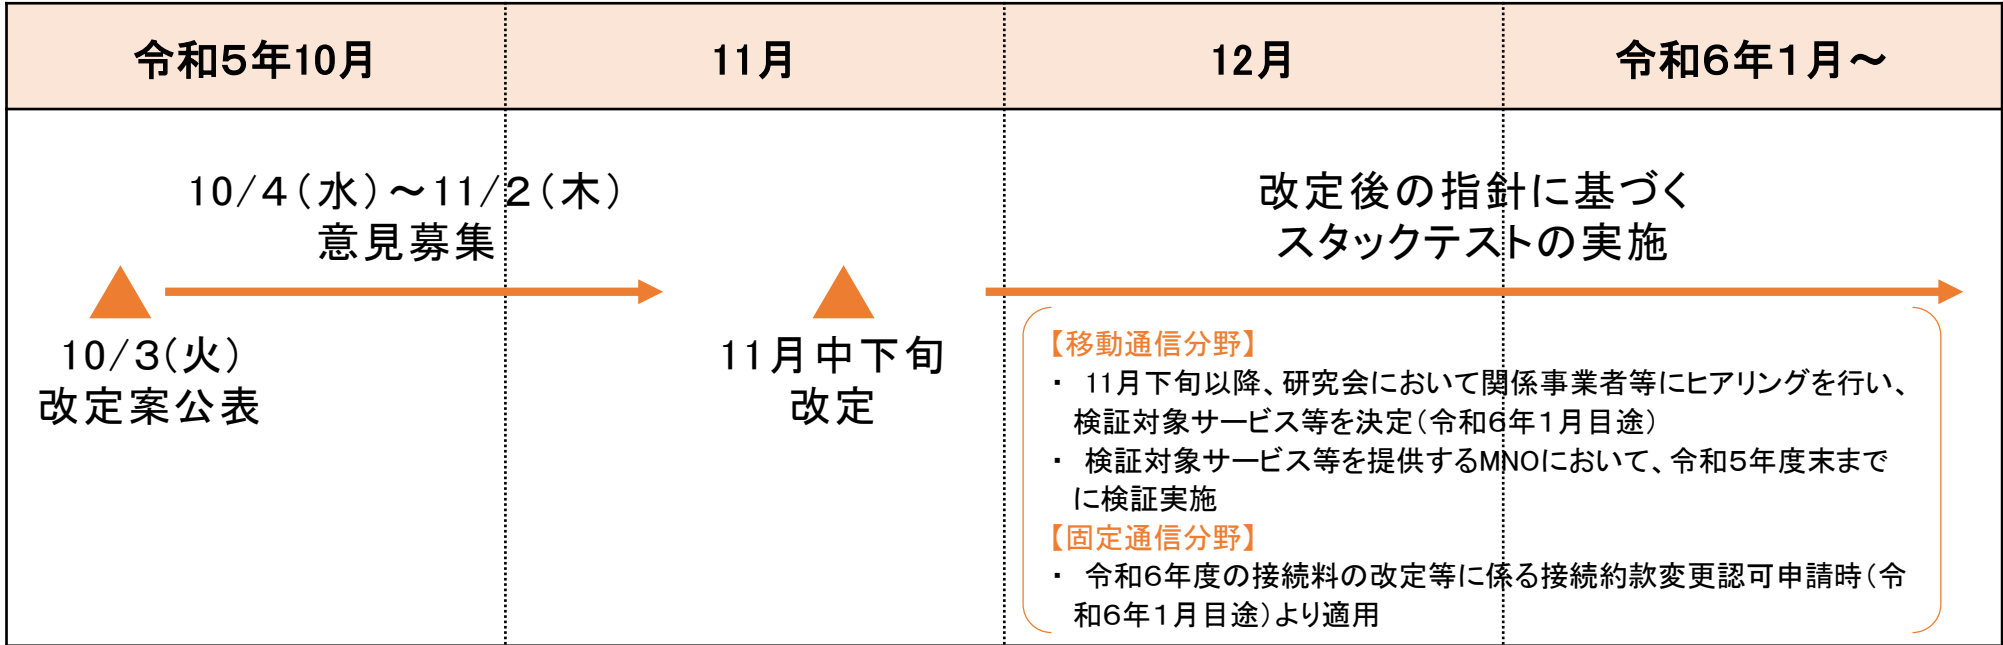 令和5年10月
11月
12月
令和6年1月～
10/4(水)～11/2(木)
意見募集
10/3(火)
改定案公表
11月中下旬
改定
改定後の指針に基づく
スタックテストの実施
【移動通信分野】
・ 11月下旬以降、研究会において関係事業者等にヒアリングを行い、
検証対象サービス等を決定(令和6年1月目途)
・ 検証対象サービス等を提供するMNOにおいて、令和5年度末まで
に検証実施
【固定通信分野】
・ 令和6年度の接続料の改定等に係る接続約款変更認可申請時(令
和6年1月目途)より適用